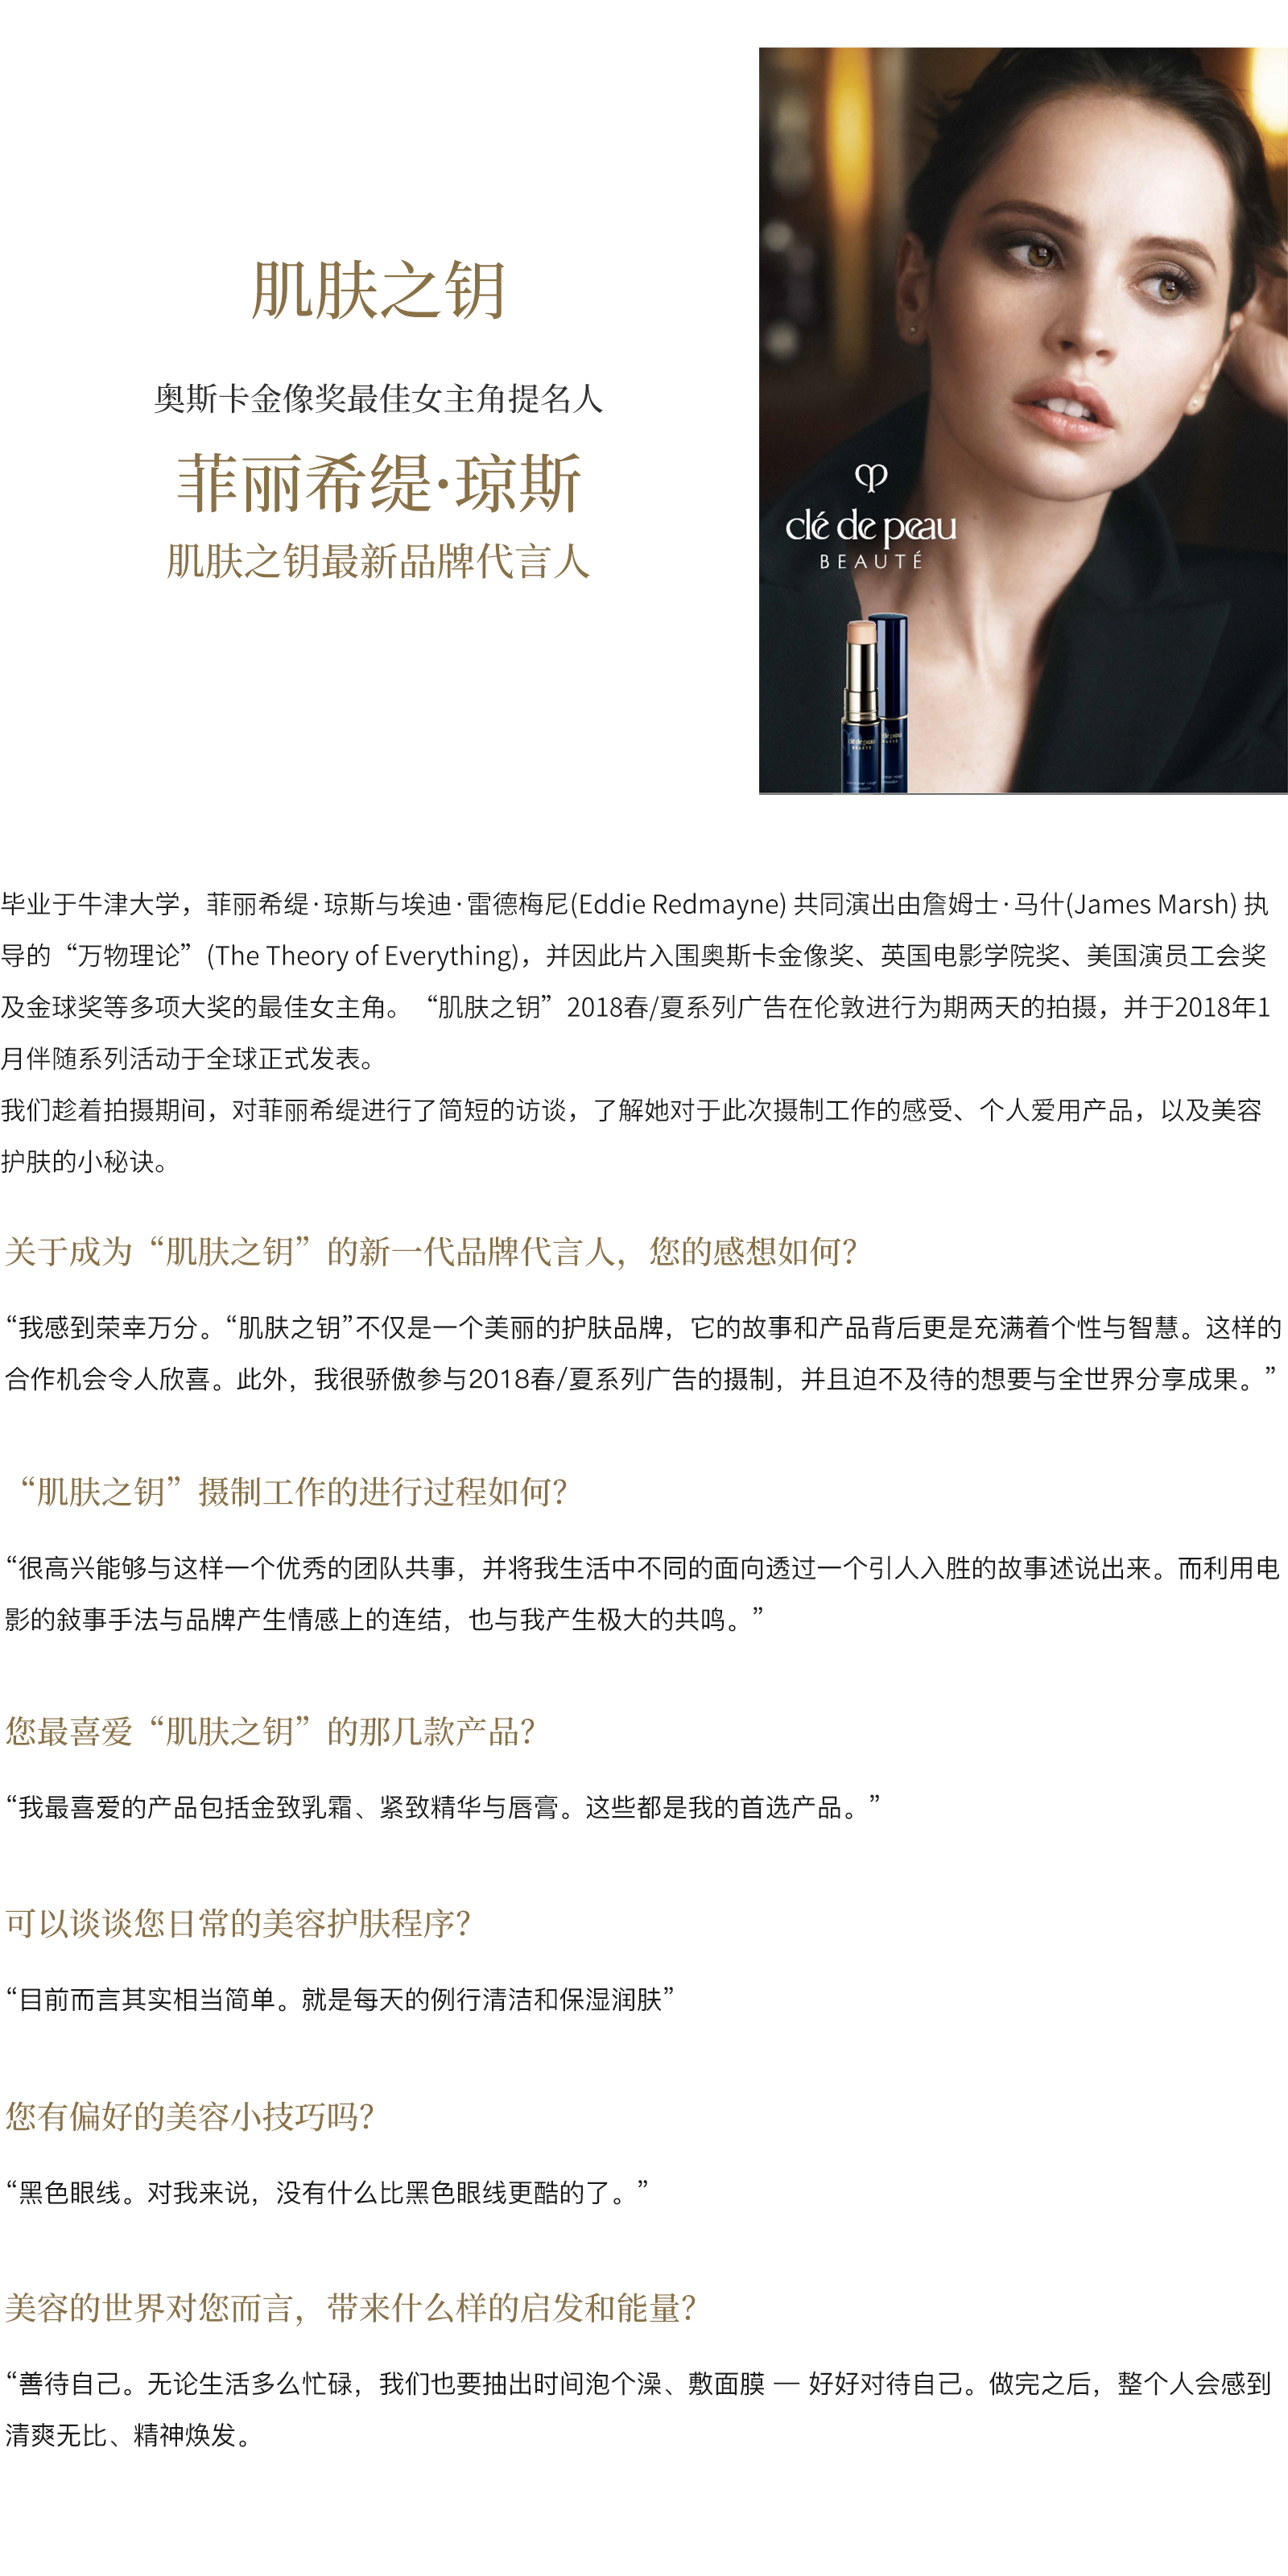 肌肤之钥
奥斯卡金像奖最佳女主角提名人
菲丽希缇·琼斯
肌肤之钥最新品牌代言人
clé de peau
BEAUTÉ
clé de peau
BEAUTÉ
毕业于牛津大学，菲丽希缇·琼斯与埃迪·雷德梅尼(Eddie Redmayne) 共同演出由詹姆士·马什(James Marsh) 执
导的“万物理论”(The Theory of Everything)，并因此片入围奥斯卡金像奖、英国电影学院奖、美国演员工会奖
及金球奖等多项大奖的最佳女主角。“肌肤之钥”2018春/夏系列广告在伦敦进行为期两天的拍摄，并于2018年1
月伴随系列活动于全球正式发表。
我们趁着拍摄期间，对菲丽希缇进行了简短的访谈，了解她对于此次摄制工作的感受、个人爱用产品，以及美容
护肤的小秘诀。
关于成为“肌肤之钥”的新一代品牌代言人，您的感想如何？
“我感到荣幸万分。“肌肤之钥”不仅是一个美丽的护肤品牌，它的故事和产品背后更是充满着个性与智慧。这样的
合作机会令人欣喜。此外，我很骄傲参与2018春/夏系列广告的摄制，并且迫不及待的想要与全世界分享成果。”
“肌肤之钥”摄制工作的进行过程如何？
“很高兴能够与这样一个优秀的团队共事，并将我生活中不同的面向透过一个引人入胜的故事述说出来。而利用电
影的敍事手法与品牌产生情感上的连结，也与我产生极大的共鸣。”
您最喜爱“肌肤之钥”的那几款产品？
“我最喜爱的产品包括金致乳霜、紧致精华与唇膏。这些都是我的首选产品。”
可以谈谈您日常的美容护肤程序？
“目前而言其实相当简单。就是每天的例行清洁和保湿润肤”
您有偏好的美容小技巧吗？
“黑色眼线。对我来说，没有什么比黑色眼线更酷的了。”
美容的世界对您而言，带来什么样的启发和能量？
“善待自己。无论生活多么忙碌，我们也要抽出时间泡个澡、敷面膜 — 好好对待自己。做完之后，整个人会感到
清爽无比、精神焕发。